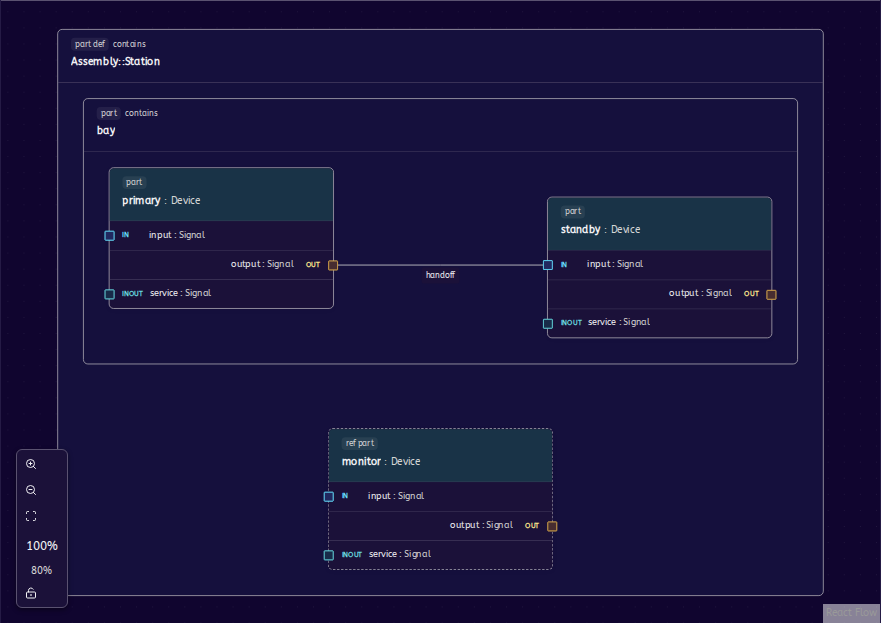 part def contains
Assembly::Station
part contains
bay
part
primary : Device
IN input : Signal
output : Signal OUT
INOUT service : Signal
handoff
part
standby : Device
IN input : Signal
output : Signal OUT
INOUT service : Signal
ref part
monitor : Device
IN input : Signal
output : Signal OUT
INOUT service : Signal
100%
80%
React Flow